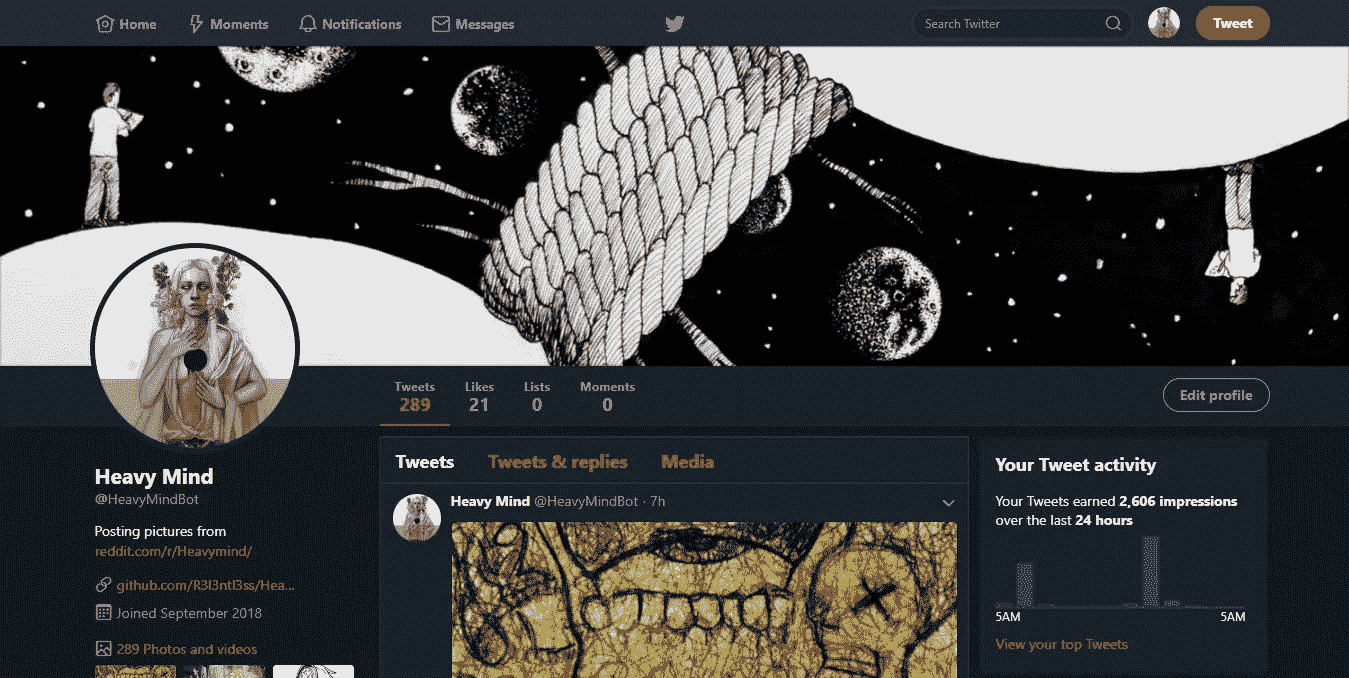 Home Moments Notifications Messages Search Twitter Tweet
Tweets Likes Lists Moments
289 21 0 0
Edit profile
Heavy Mind
@HeavyMindBot
Posting pictures from
reddit.com/r/Heavymind/
github.com/R3l3ntl3ss/Hea...
Joined September 2018
289 Photos and videos
Tweets Tweets & replies Media
Heavy Mind @HeavyMindBot · 7h
Your Tweet activity
Your Tweets earned 2,606 impressions
over the last 24 hours
5AM 5AM
View your top Tweets